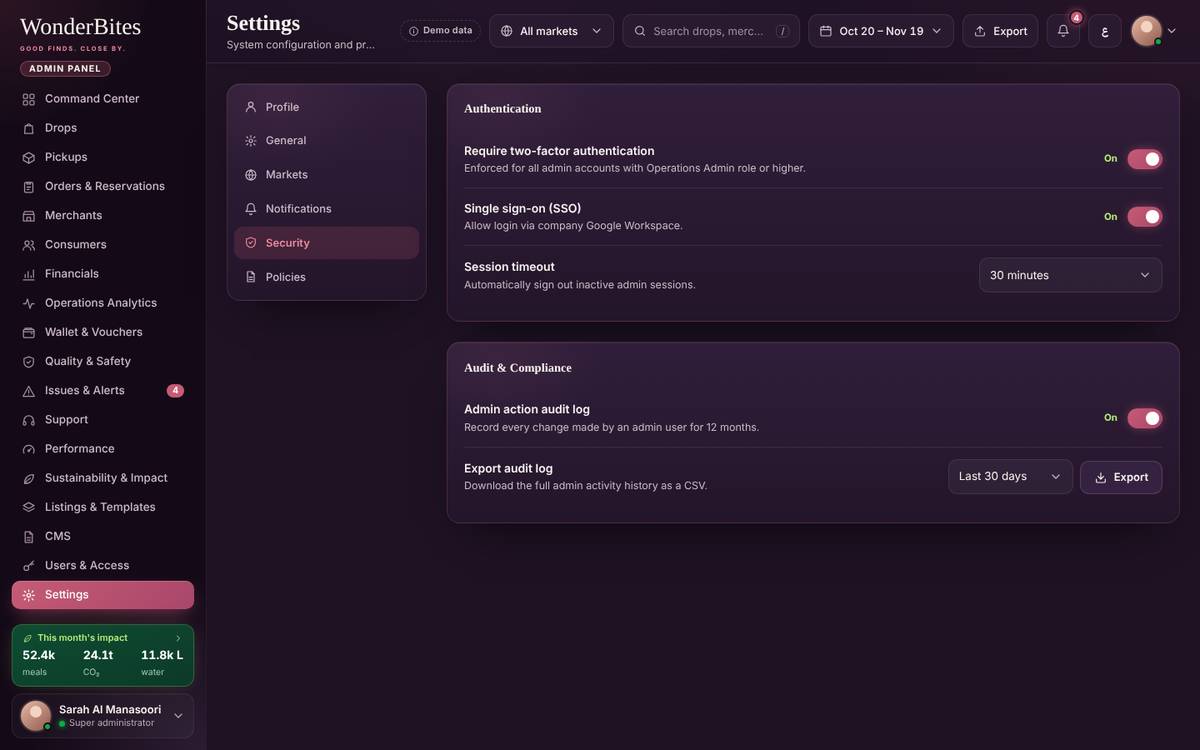 WonderBites
GOOD FINDS. CLOSE BY.
ADMIN PANEL
Command Center
Drops
Pickups
Orders & Reservations
Merchants
Consumers
Financials
Operations Analytics
Wallet & Vouchers
Quality & Safety
Issues & Alerts 4
Support
Performance
Sustainability & Impact
Listings & Templates
CMS
Users & Access
Settings
This month's impact
52.4k 24.1t 11.8k L
meals CO₂ water
Sarah Al Manasoori
Super administrator
Settings
System configuration and pr...
Demo data
All markets
Search drops, merc... /
Oct 20 – Nov 19
Export
4
ع
Profile
General
Markets
Notifications
Security
Policies
Authentication
Require two-factor authentication
Enforced for all admin accounts with Operations Admin role or higher.
On
Single sign-on (SSO)
Allow login via company Google Workspace.
On
Session timeout
Automatically sign out inactive admin sessions.
30 minutes
Audit & Compliance
Admin action audit log
Record every change made by an admin user for 12 months.
On
Export audit log
Download the full admin activity history as a CSV.
Last 30 days
Export